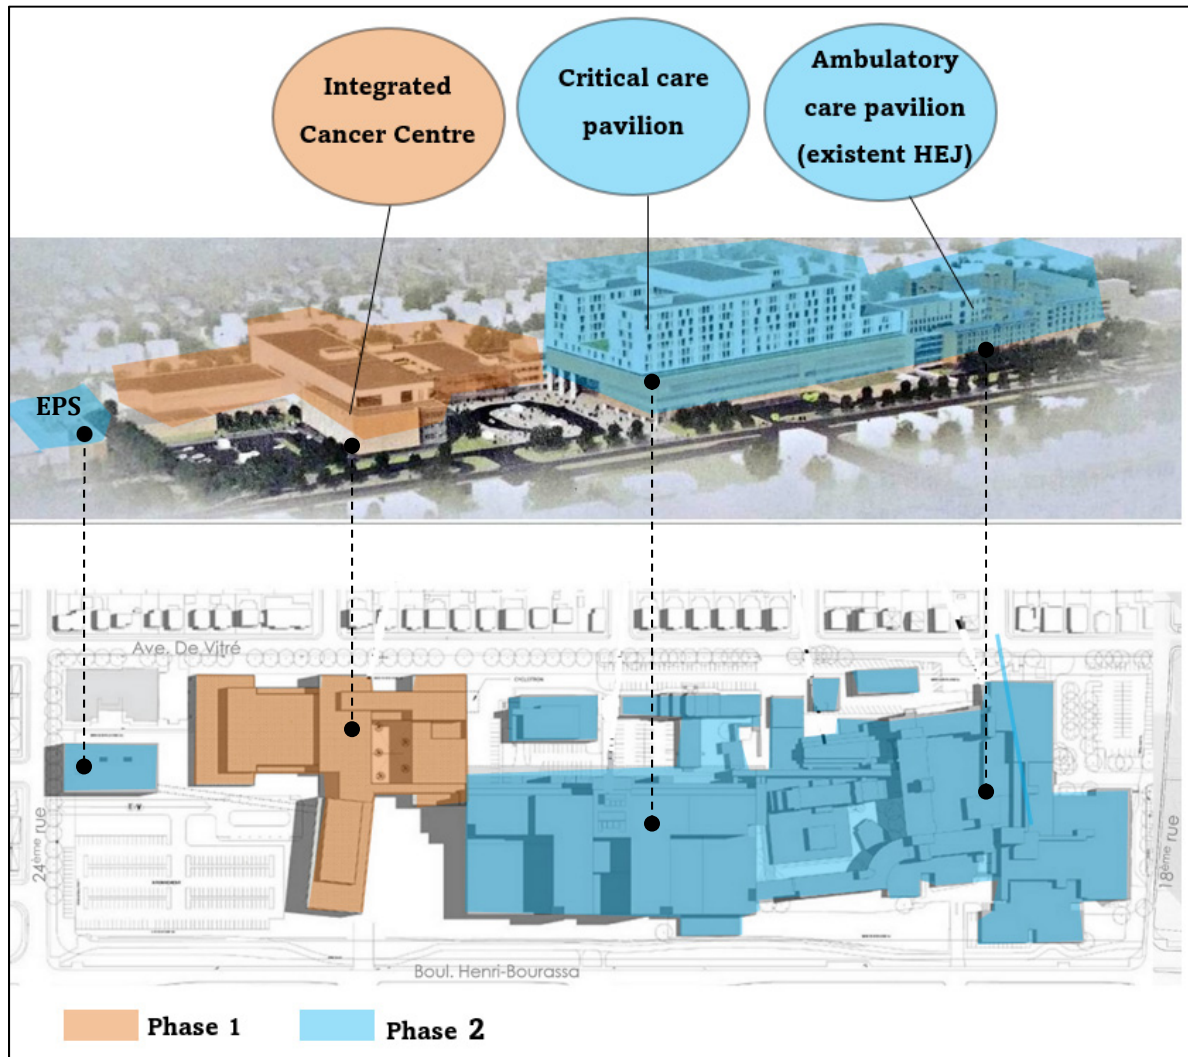 Integrated
Cancer Centre
Critical care
pavilion
Ambulatory
care pavilion
(existent HEJ)
EPS
Ave. De Vitré
CYCLOTRON
24ème rue
18ème rue
Boul. Henri-Bourassa
Phase 1
Phase 2